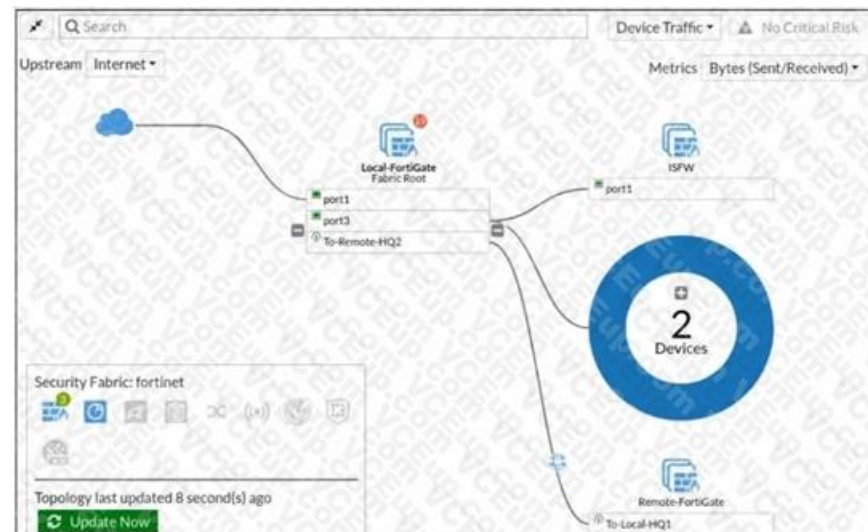 Search
Device Traffic
No Critical Risk
Upstream Internet
Metrics Bytes (Sent/Received)
Local-FortiGate
Fabric Root
port1
port3
To-Remote-HQ2
ISFW
port1
2
Devices
Security Fabric: fortinet
3
Topology last updated 8 second(s) ago
Update Now
Remote-FortiGate
To-Local-HQ1